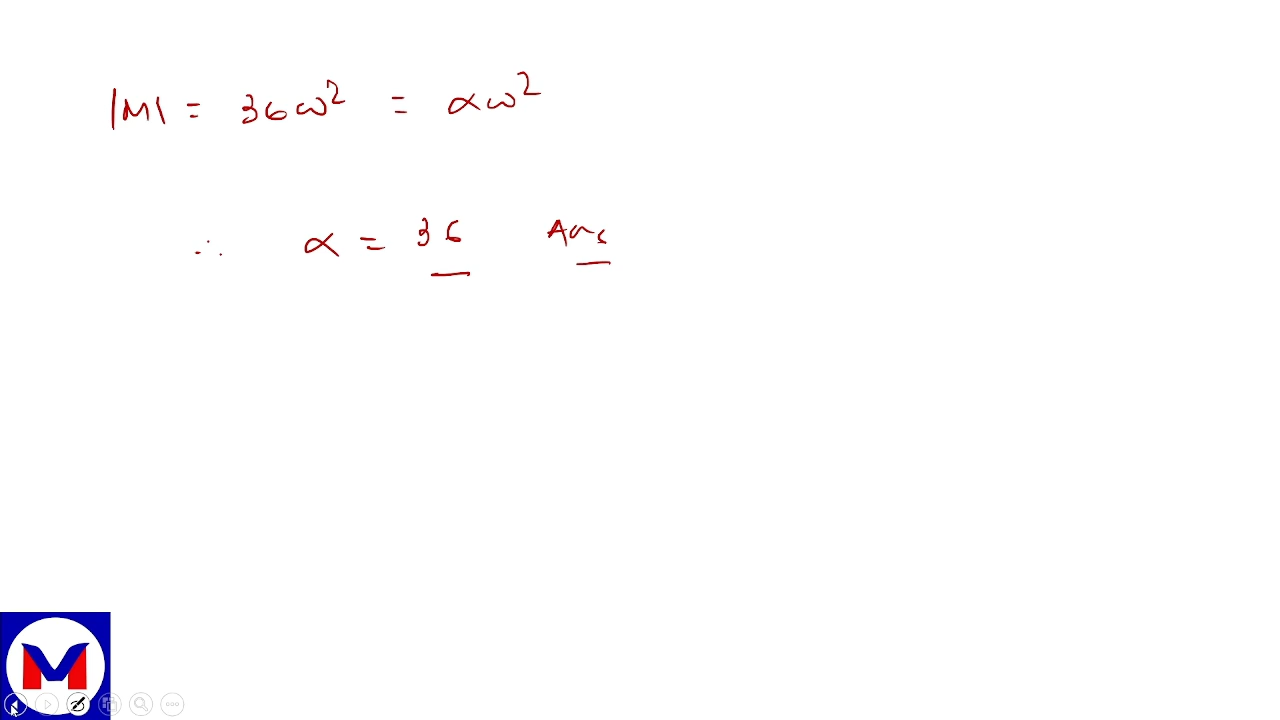 |M| = 36ω² = αω²
∴ α = 36 Ans
M